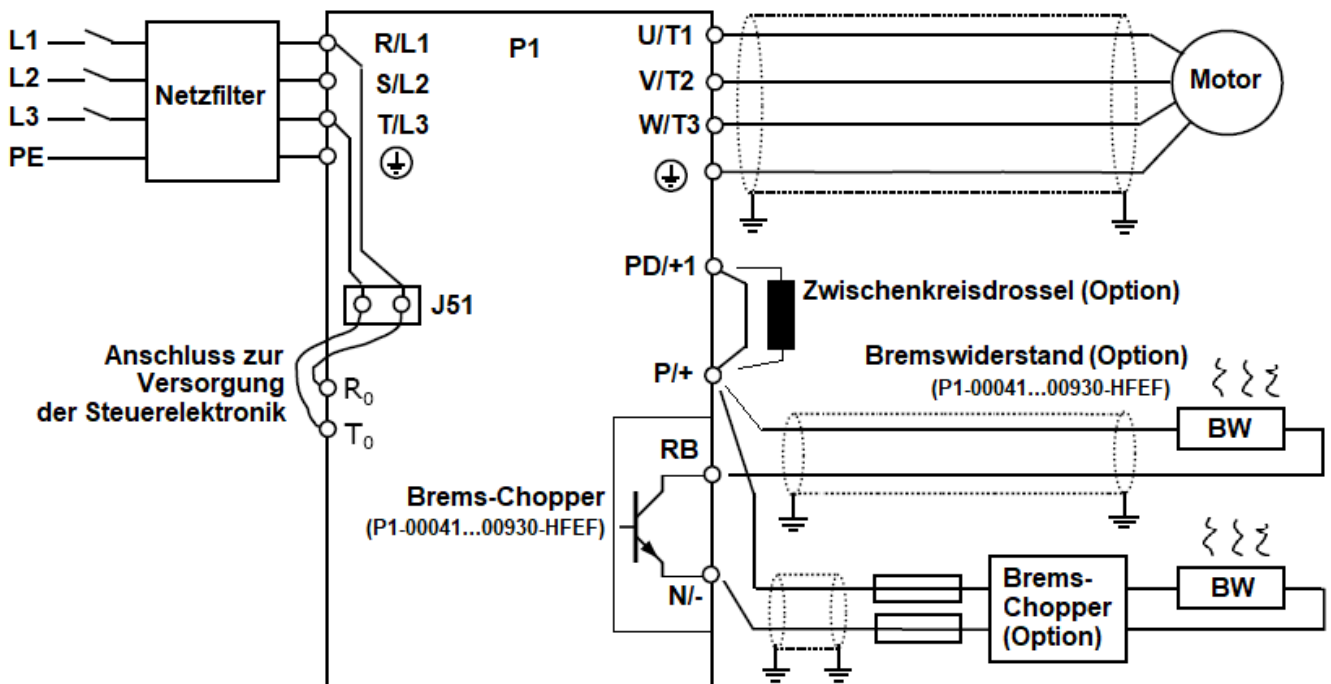 L1
L2
L3
PE
Netzfilter
R/L1
S/L2
T/L3
P1
U/T1
V/T2
W/T3
Motor
J51
Anschluss zur
Versorgung
der Steuerelektronik
R0
T0
PD/+1
Zwischenkreisdrossel (Option)
P/+
Bremswiderstand (Option)
(P1-00041...00930-HFEF)
BW
RB
Brems-Chopper
(P1-00041...00930-HFEF)
N/-
Brems-
Chopper
(Option)
BW